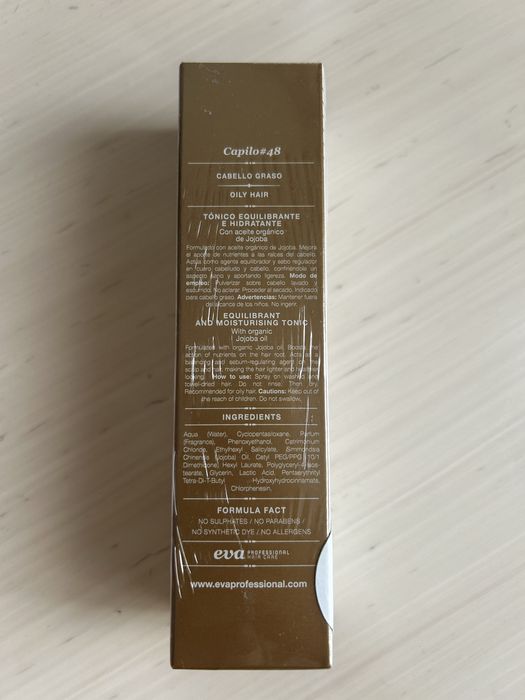 Capilo#48
CABELLO GRASO
OILY HAIR
TÓNICO EQUILIBRANTE
E HIDRATANTE
Con aceite orgánico
de Jojoba
Formulado con aceite orgánico de Jojoba. Mejora
el aporte de nutrientes a las raíces del cabello.
Actúa como agente equilibrador y sebo regulador
en cuero cabelludo y cabello, confiriéndole un
aspecto sano y aportando ligereza. Modo de
empleo: Pulverizar sobre cabello lavado y
escurrido. No aclarar. Proceder al secado. Indicado
para cabello graso. Advertencias: Mantener fuera
del alcance de los niños. No ingerir.
EQUILIBRANT
AND MOISTURISING TONIC
With organic
Jojoba oil
Formulated with organic Jojoba oil. Boosts the
action of nutrients on the hair root. Acts as a
balancing and sebum-regulating agent on
making the hair lighter and
looking. How to use: Spray on washed and
towel-dried hair. Do not rinse. Then dry.
Recommended for oily hair. Cautions: Keep out of
the reach of children. Do not swallow.
INGREDIENTS
Aqua (Water), Cyclopentasiloxane, Parfum
(Fragrance), Phenoxyethanol, Cetrimonium
Chloride, Ethylhexyl Salicylate, Simmondsia
Chinensis (Jojoba) Oil, Cetyl PEG/PPG-10/1
Dimethicone, Hexyl Laurate, Polyglyceryl-4 Isos-
tearate, Glycerin, Lactic Acid, Pentaerythrityl
Tetra-Di-T-Butyl Hydroxyhydrocinnamate,
Chlorphenesin.
FORMULA FACT
NO SULPHATES / NO PARABENS /
NO SYNTHETIC DYE / NO ALLERGENS
eva PROFESSIONAL
HAIR CARE
www.evaprofessional.com